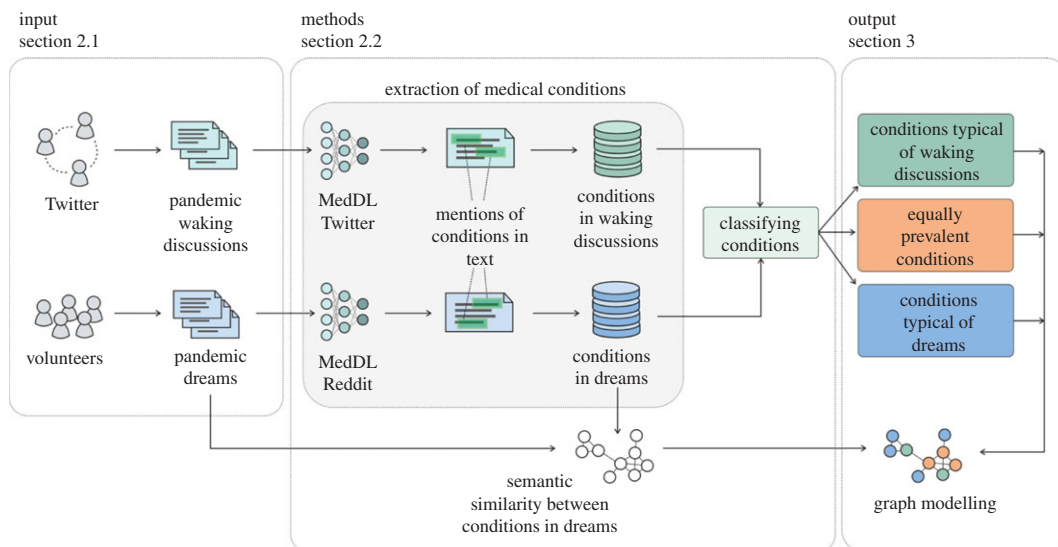 input
section 2.1
methods
section 2.2
output
section 3
extraction of medical conditions
Twitter
pandemic
waking
discussions
MedDL
Twitter
mentions of
conditions in
text
conditions
in waking
discussions
classifying
conditions
conditions typical
of waking
discussions
equally
prevalent
conditions
conditions
typical of
dreams
volunteers
pandemic
dreams
MedDL
Reddit
conditions
in dreams
semantic
similarity between
conditions in dreams
graph modelling